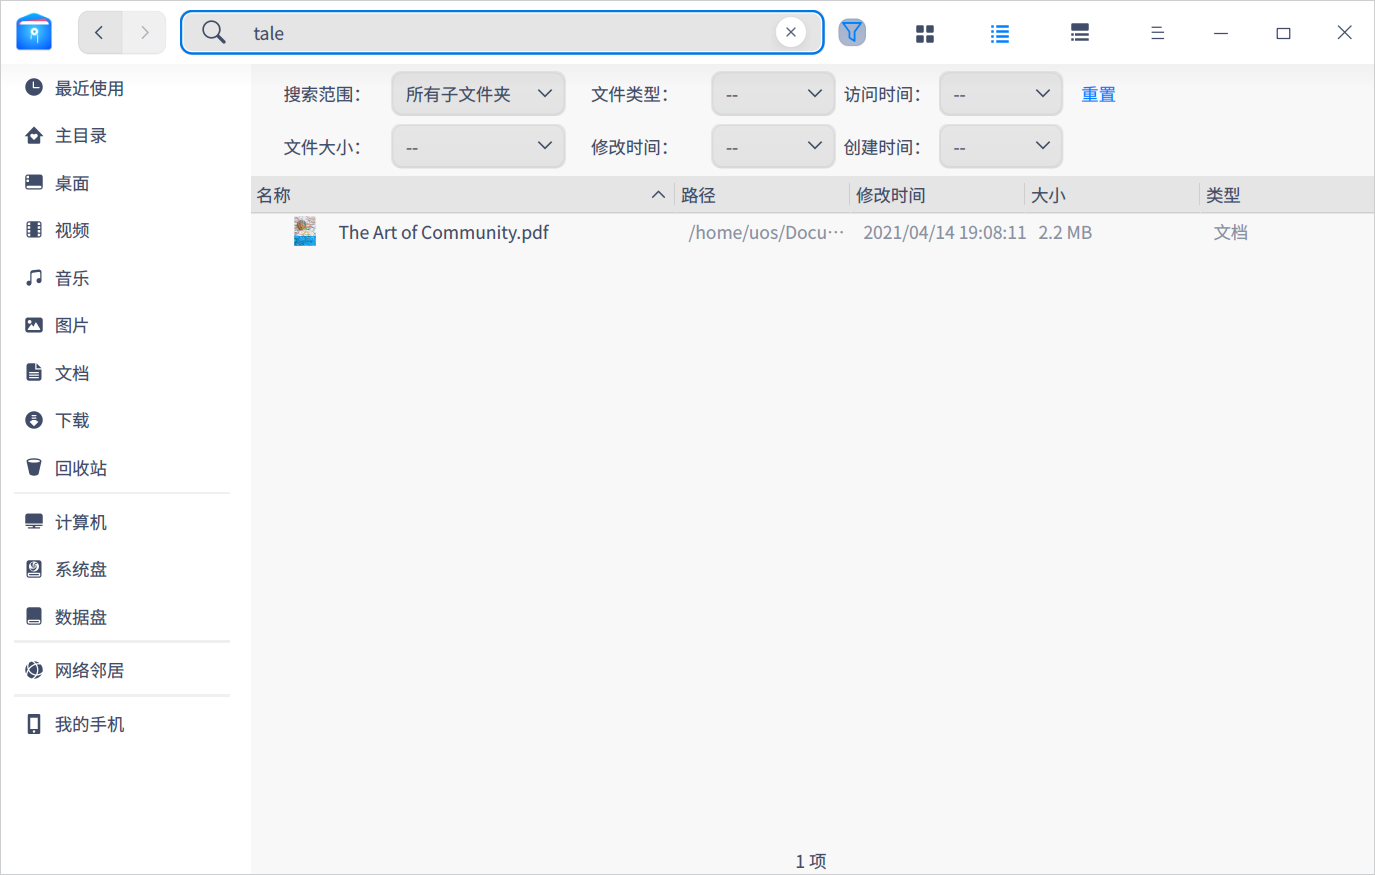 tale
最近使用
主目录
桌面
视频
音乐
图片
文档
下载
回收站
计算机
系统盘
数据盘
网络邻居
我的手机
搜索范围： 所有子文件夹 文件类型： -- 访问时间： -- 重置
文件大小： -- 修改时间： -- 创建时间： --
名称 路径 修改时间 大小 类型
The Art of Community.pdf /home/uos/Docu··· 2021/04/14 19:08:11 2.2 MB 文档
1 项